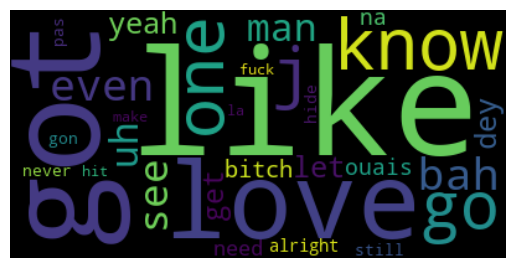 pas
yeah
man
na
know
got
even
one
fuck
j
like
hide
make
la
dey
gon
uh
never
hit
see
love
get
bitch
let
ouais
bah
go
need
alright
still